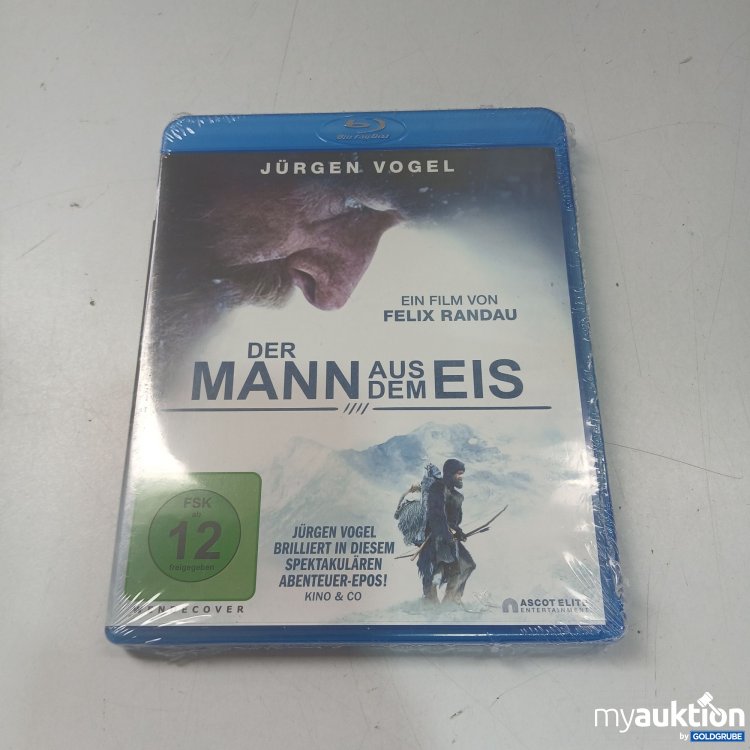 Blu-ray Disc
JÜRGEN VOGEL
EIN FILM VON
FELIX RANDAU
DER
MANN AUS DEM EIS
FSK
ab
12
freigegeben
JÜRGEN VOGEL
BRILLIERT IN DIESEM
SPEKTAKULÄREN
ABENTEUER-EPOS!
KINO & CO
WENDECOVER
ASCOT ELITE
ENTERTAINMENT
myauktion
by GOLDGRUBE